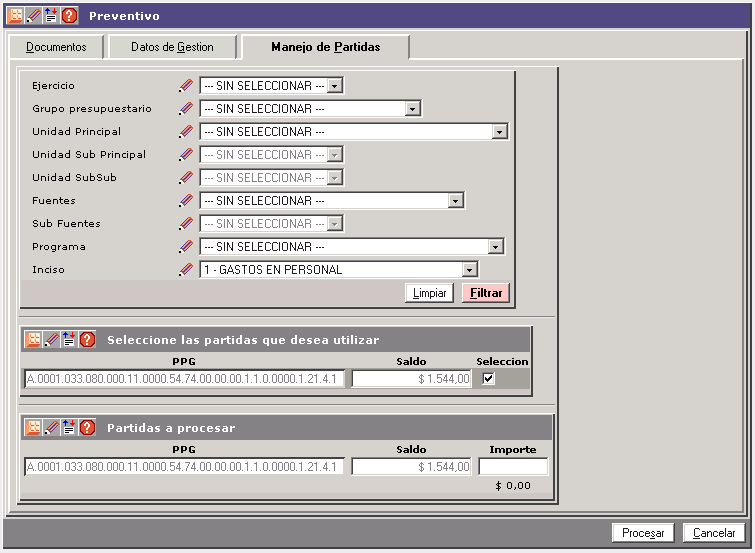 Preventivo
Documentos Datos de Gestion Manejo de Partidas
Ejercicio --- SIN SELECCIONAR ---
Grupo presupuestario --- SIN SELECCIONAR ---
Unidad Principal --- SIN SELECCIONAR ---
Unidad Sub Principal --- SIN SELECCIONAR ---
Unidad SubSub --- SIN SELECCIONAR ---
Fuentes --- SIN SELECCIONAR ---
Sub Fuentes --- SIN SELECCIONAR ---
Programa --- SIN SELECCIONAR ---
Inciso 1 - GASTOS EN PERSONAL
Limpiar Filtrar
Seleccione las partidas que desea utilizar
PPG Saldo Seleccion
A.0001.033.080.000.11.0000.54.74.00.00.00.1.1.0.0000.1.21.4.1 $ 1.544,00
Partidas a procesar
PPG Saldo Importe
A.0001.033.080.000.11.0000.54.74.00.00.00.1.1.0.0000.1.21.4.1 $ 1.544,00
$ 0,00
Procesar Cancelar